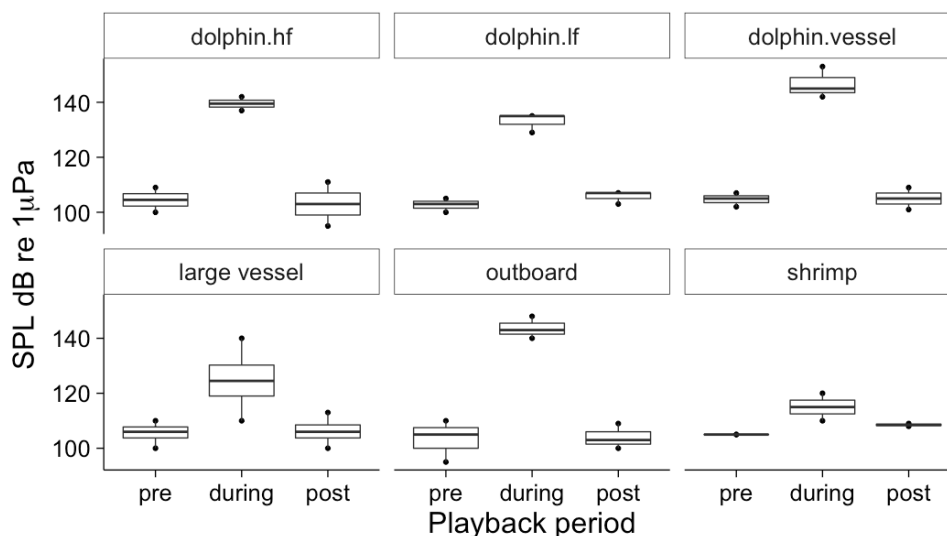 dolphin.hf dolphin.lf dolphin.vessel
140
120
100
large vessel outboard shrimp
140
120
100
pre during post pre during post pre during post
Playback period
SPL dB re 1μPa